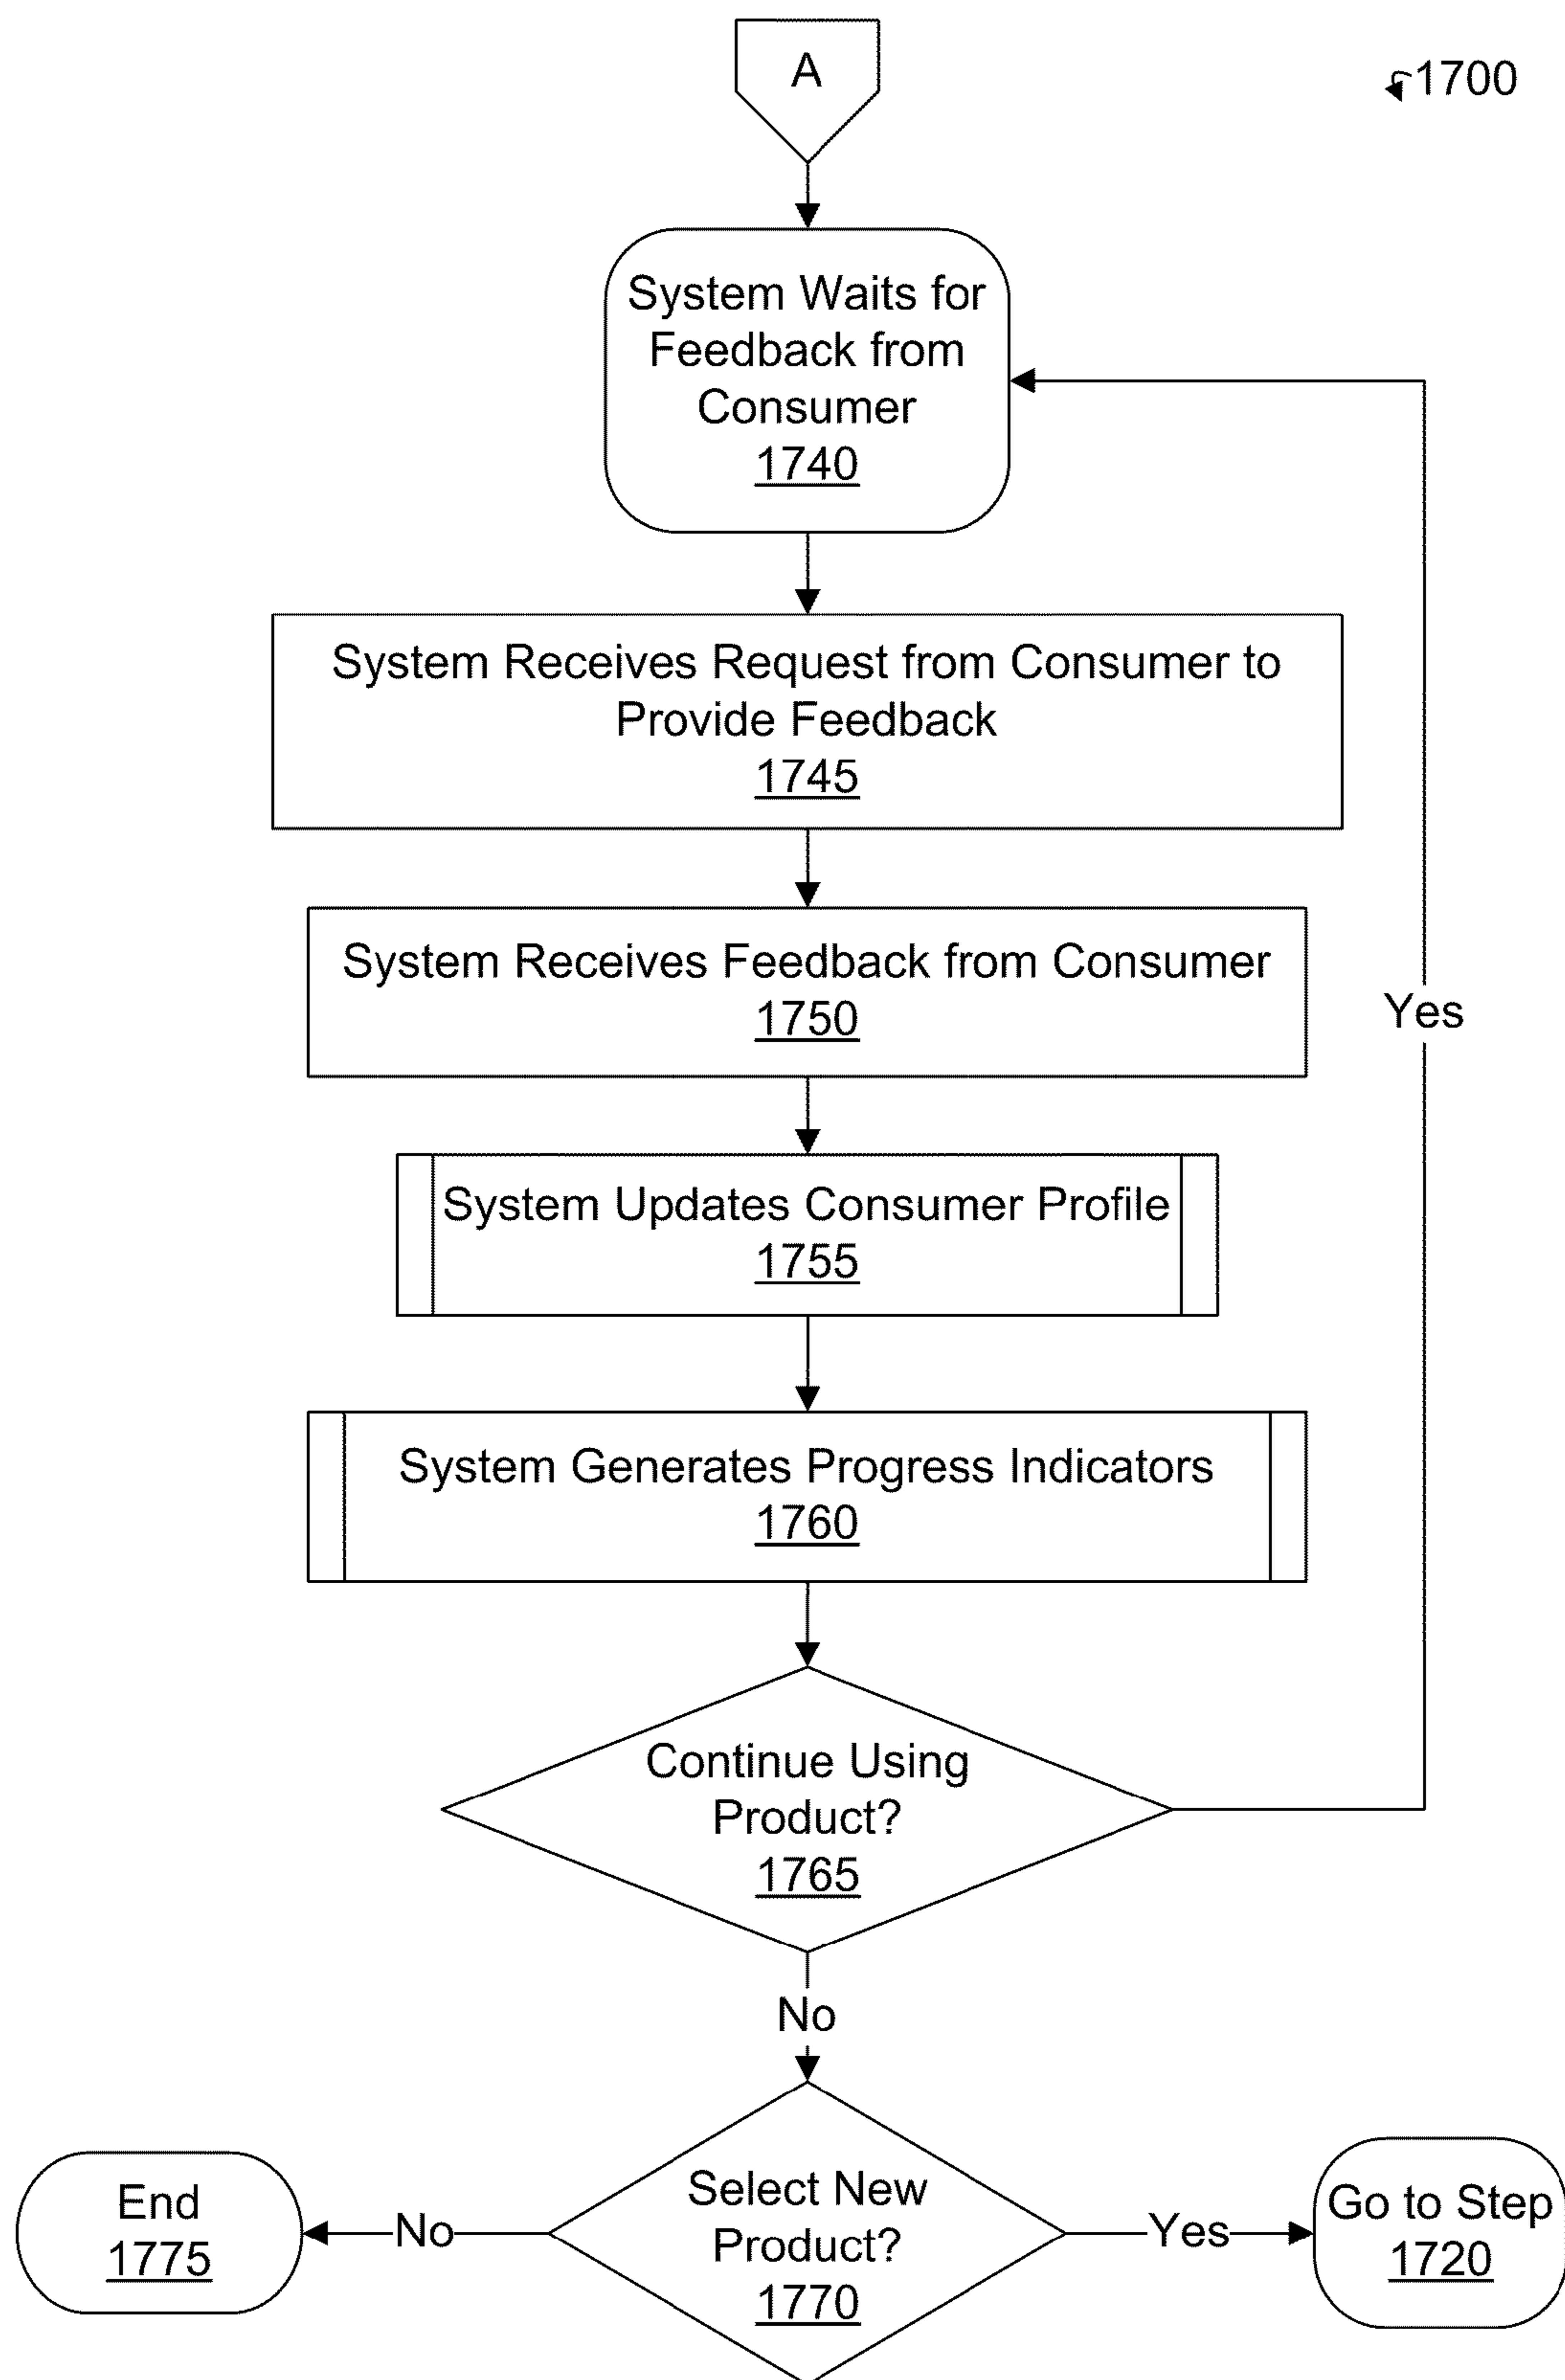 A
1700
System Waits for
Feedback from
Consumer
1740
System Receives Request from Consumer to
Provide Feedback
1745
System Receives Feedback from Consumer
1750
Yes
System Updates Consumer Profile
1755
System Generates Progress Indicators
1760
Continue Using
Product?
1765
No
Select New
Product?
1770
No
End
1775
Yes
Go to Step
1720